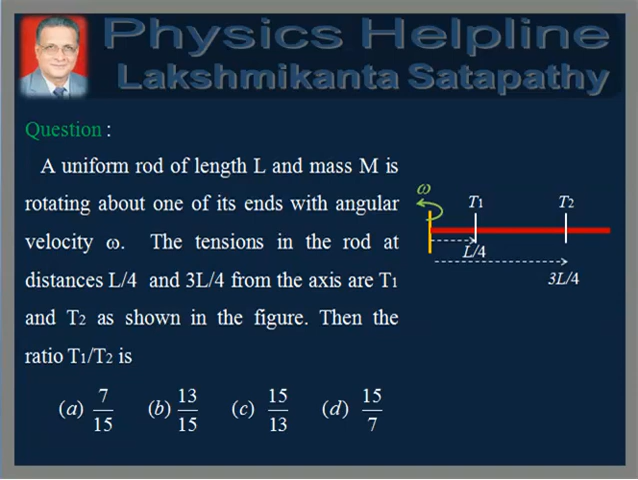 Physics Helpline
Lakshmikanta Satapathy
Question :
A uniform rod of length L and mass M is
rotating about one of its ends with angular
velocity ω. The tensions in the rod at
distances L/4 and 3L/4 from the axis are T1
and T2 as shown in the figure. Then the
ratio T1/T2 is
(a) 7/15 (b) 13/15 (c) 15/13 (d) 15/7
ω
T1 T2
L/4
3L/4